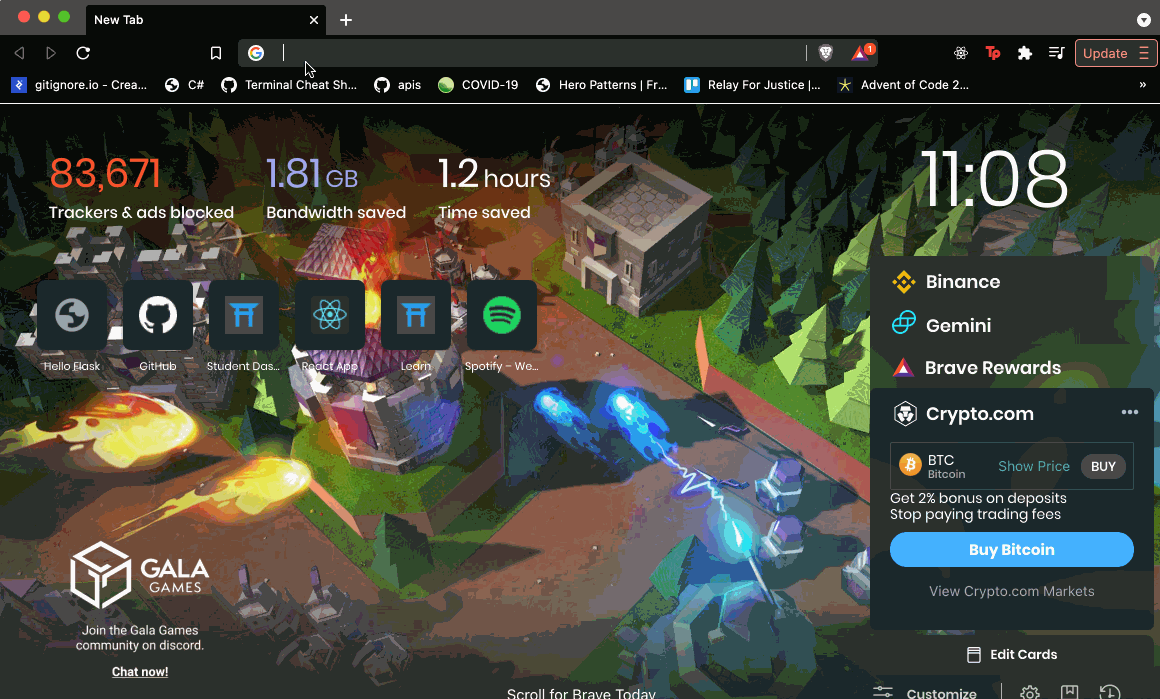 New Tab
1
Tp
Update
gitignore.io - Crea...
C#
Terminal Cheat Sh...
apis
COVID-19
Hero Patterns | Fr...
Relay For Justice |...
Advent of Code 2...
»
83,671
Trackers & ads blocked
1.81 GB
Bandwidth saved
1.2 hours
Time saved
11:08
Hello Flask
GitHub
Student Das...
React App
Learn
Spotify – We...
Binance
Gemini
Brave Rewards
Crypto.com
BTC
Bitcoin
Show Price
BUY
Get 2% bonus on deposits
Stop paying trading fees
Buy Bitcoin
View Crypto.com Markets
Edit Cards
Customize
GALA
GAMES
Join the Gala Games
community on discord.
Chat now!
Scroll for Brave Today